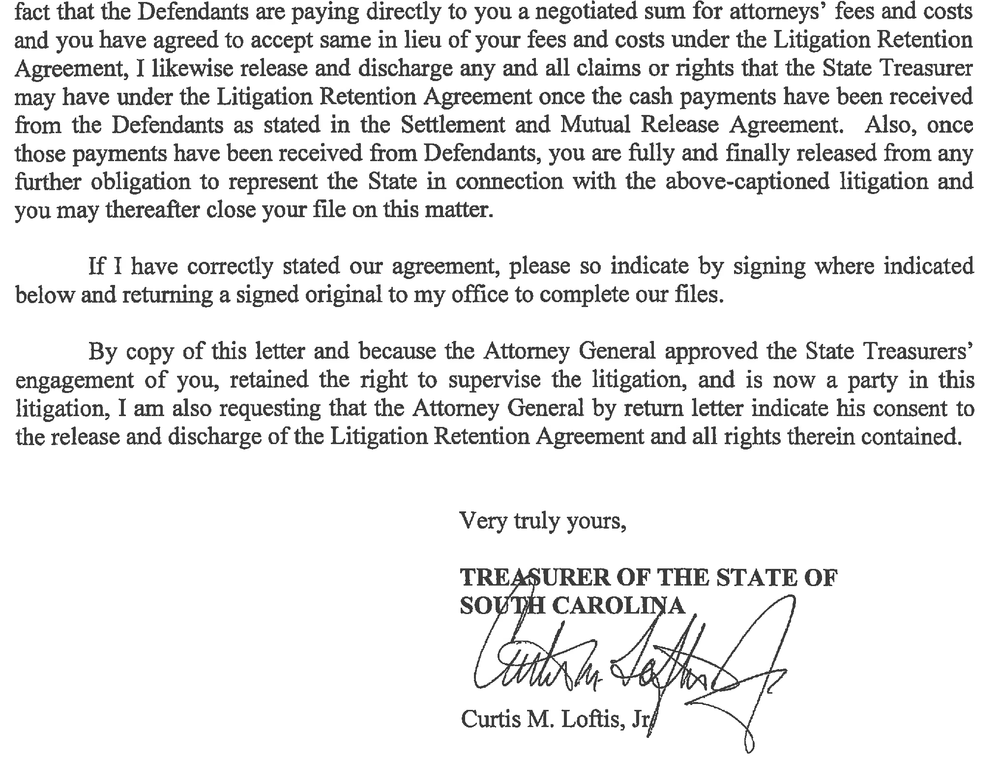 fact that the Defendants are paying directly to you a negotiated sum for attorneys’ fees and costs
and you have agreed to accept same in lieu of your fees and costs under the Litigation Retention
Agreement, I likewise release and discharge any and all claims or rights that the State Treasurer
may have under the Litigation Retention Agreement once the cash payments have been received
from the Defendants as stated in the Settlement and Mutual Release Agreement.  Also, once
those payments have been received from Defendants, you are fully and finally released from any
further obligation to represent the State in connection with the above-captioned litigation and
you may thereafter close your file on this matter.
If I have correctly stated our agreement, please so indicate by signing where indicated
below and returning a signed original to my office to complete our files.
By copy of this letter and because the Attorney General approved the State Treasurers’
engagement of you, retained the right to supervise the litigation, and is now a party in this
litigation, I am also requesting that the Attorney General by return letter indicate his consent to
the release and discharge of the Litigation Retention Agreement and all rights therein contained.
Very truly yours,
TREASURER OF THE STATE OF
SOUTH CAROLINA
Curtis M. Loftis, Jr